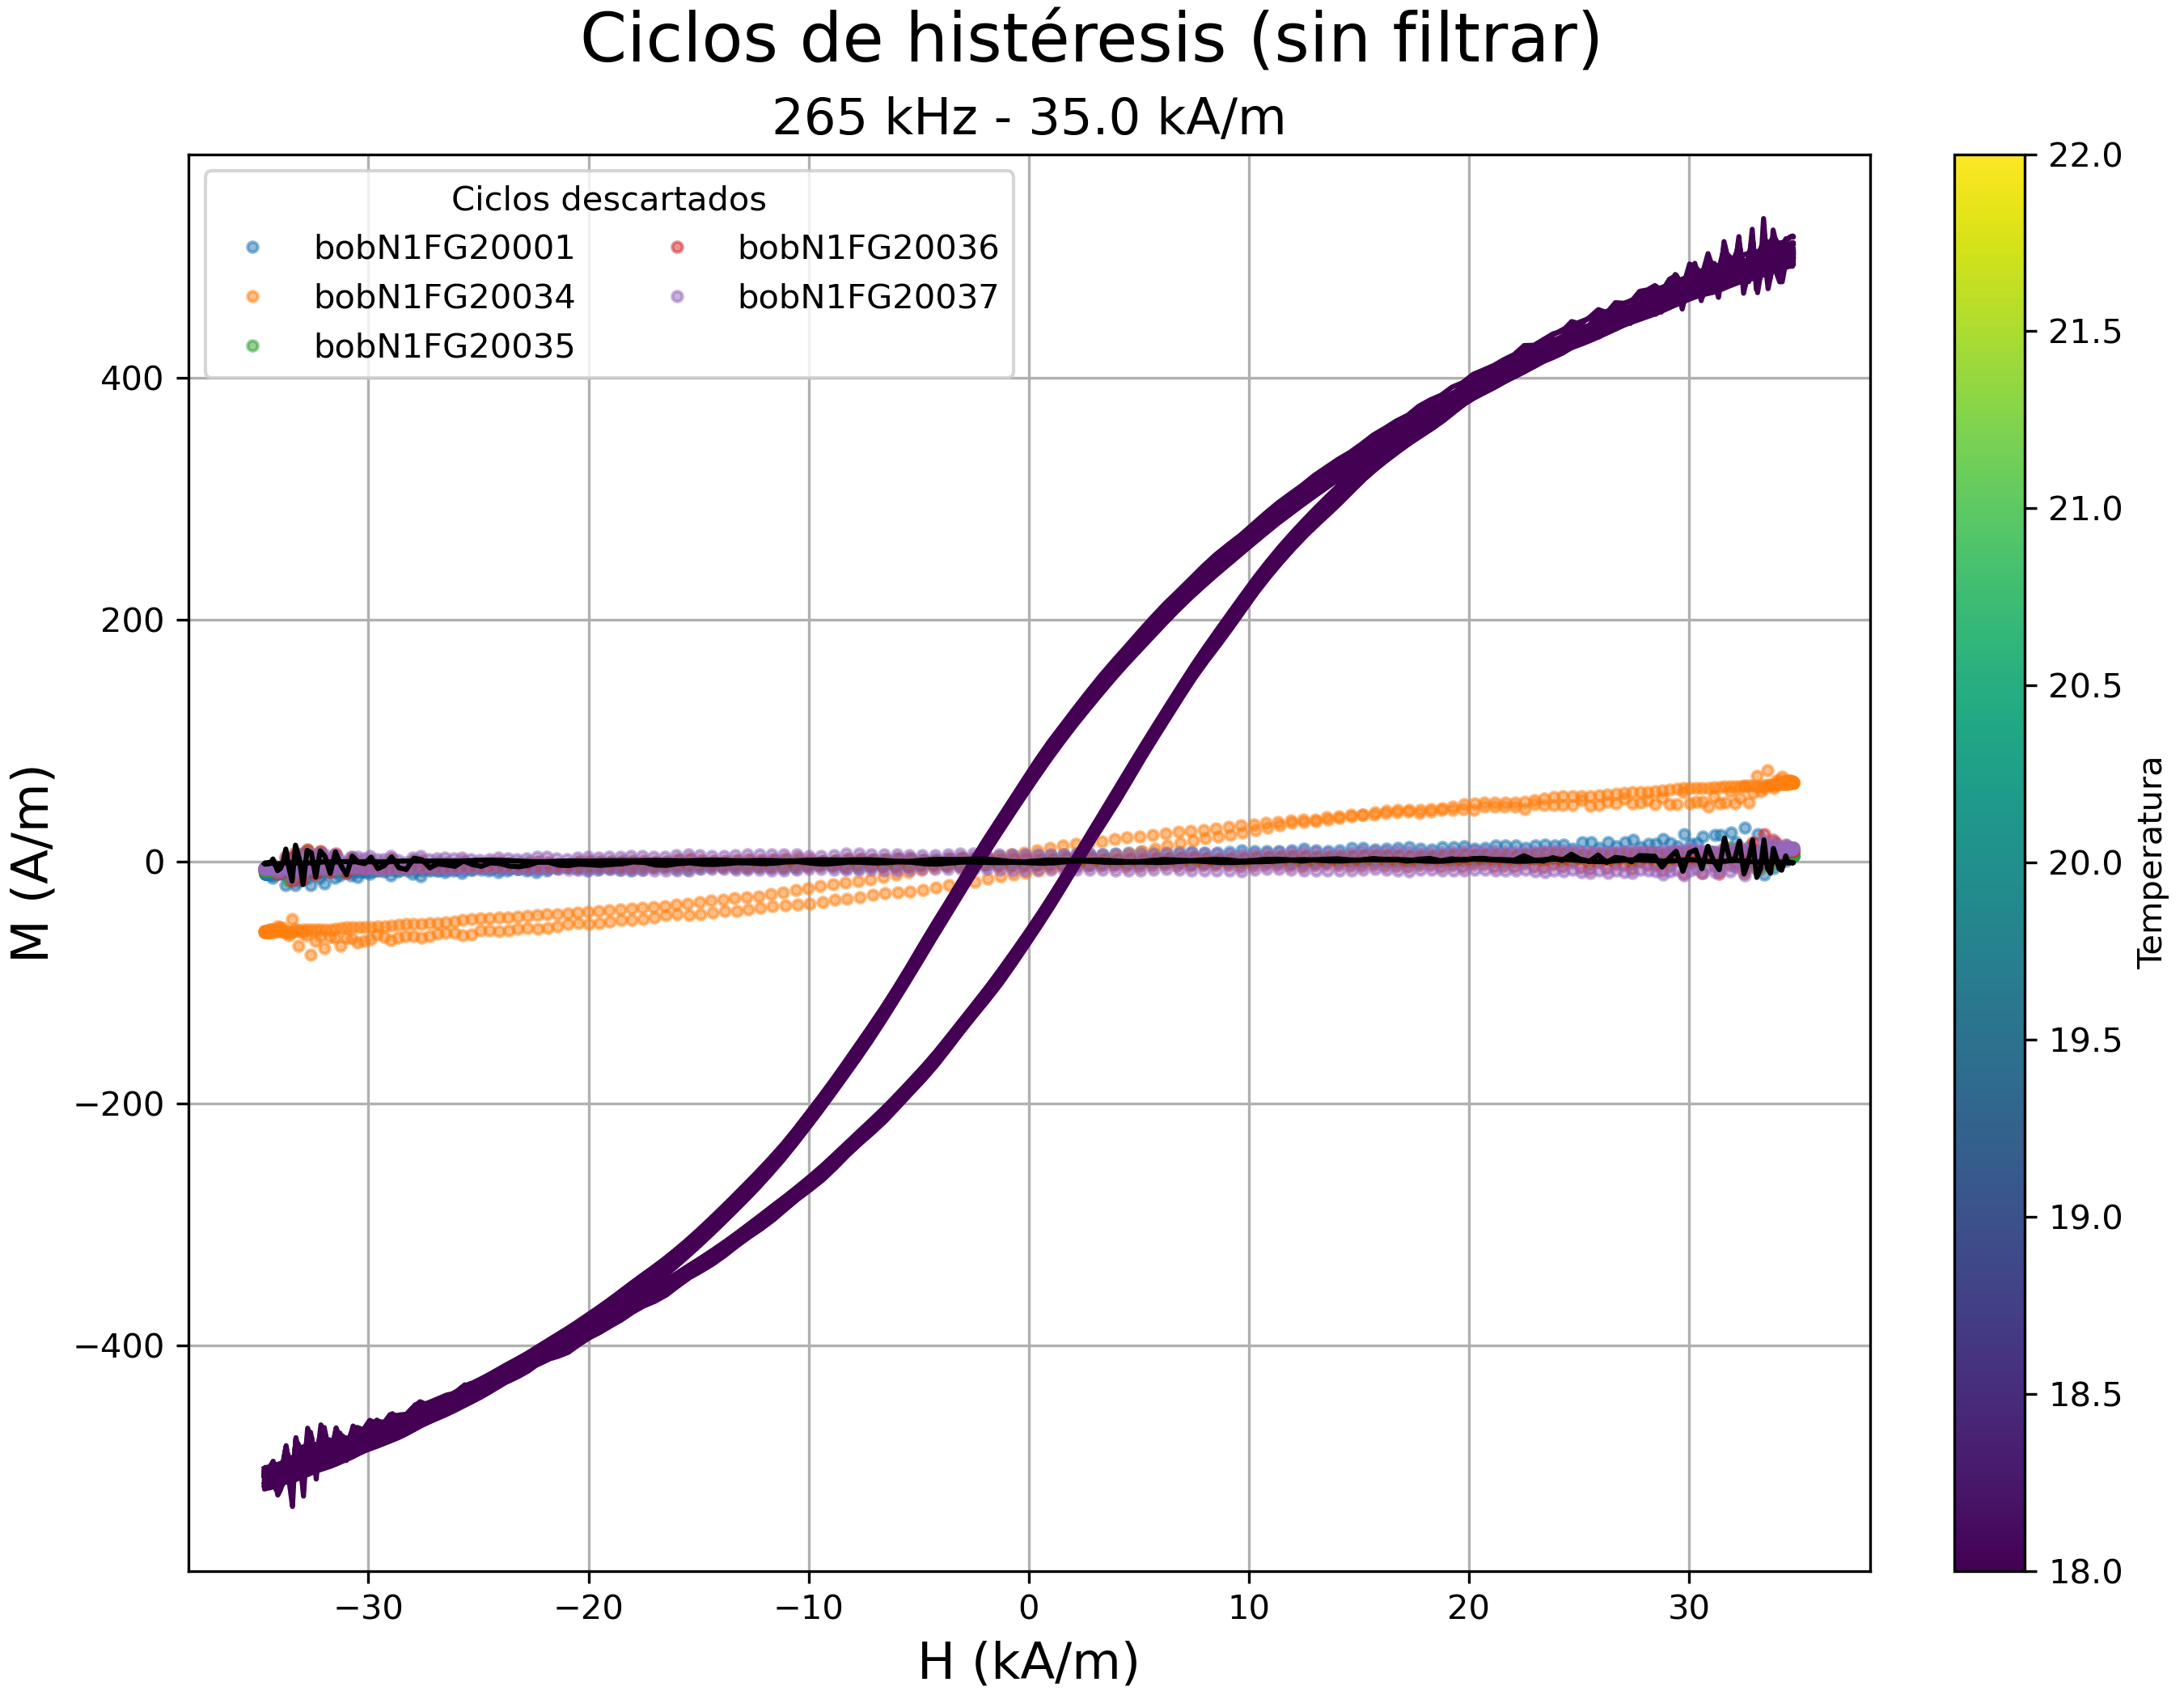 Ciclos de histéresis (sin filtrar)
265 kHz - 35.0 kA/m
Ciclos descartados
bobN1FG20001
bobN1FG20034
bobN1FG20035
bobN1FG20036
bobN1FG20037
M (A/m)
400
200
0
−200
−400
−30
−20
−10
0
10
20
30
H (kA/m)
22.0
21.5
21.0
20.5
20.0
19.5
19.0
18.5
18.0
Temperatura